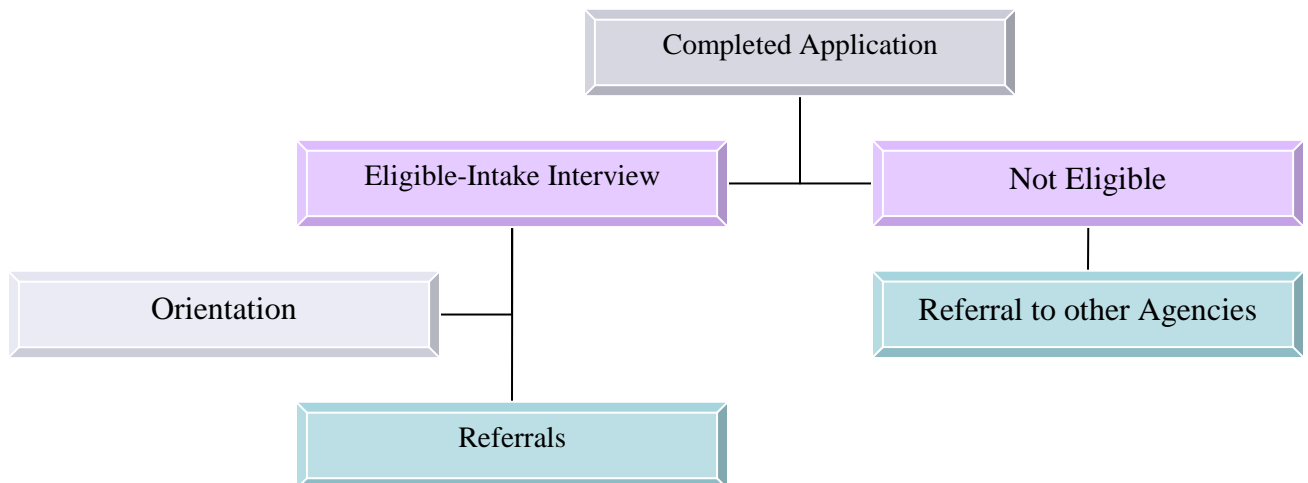 Completed Application
Eligible-Intake Interview
Not Eligible
Orientation
Referral to other Agencies
Referrals